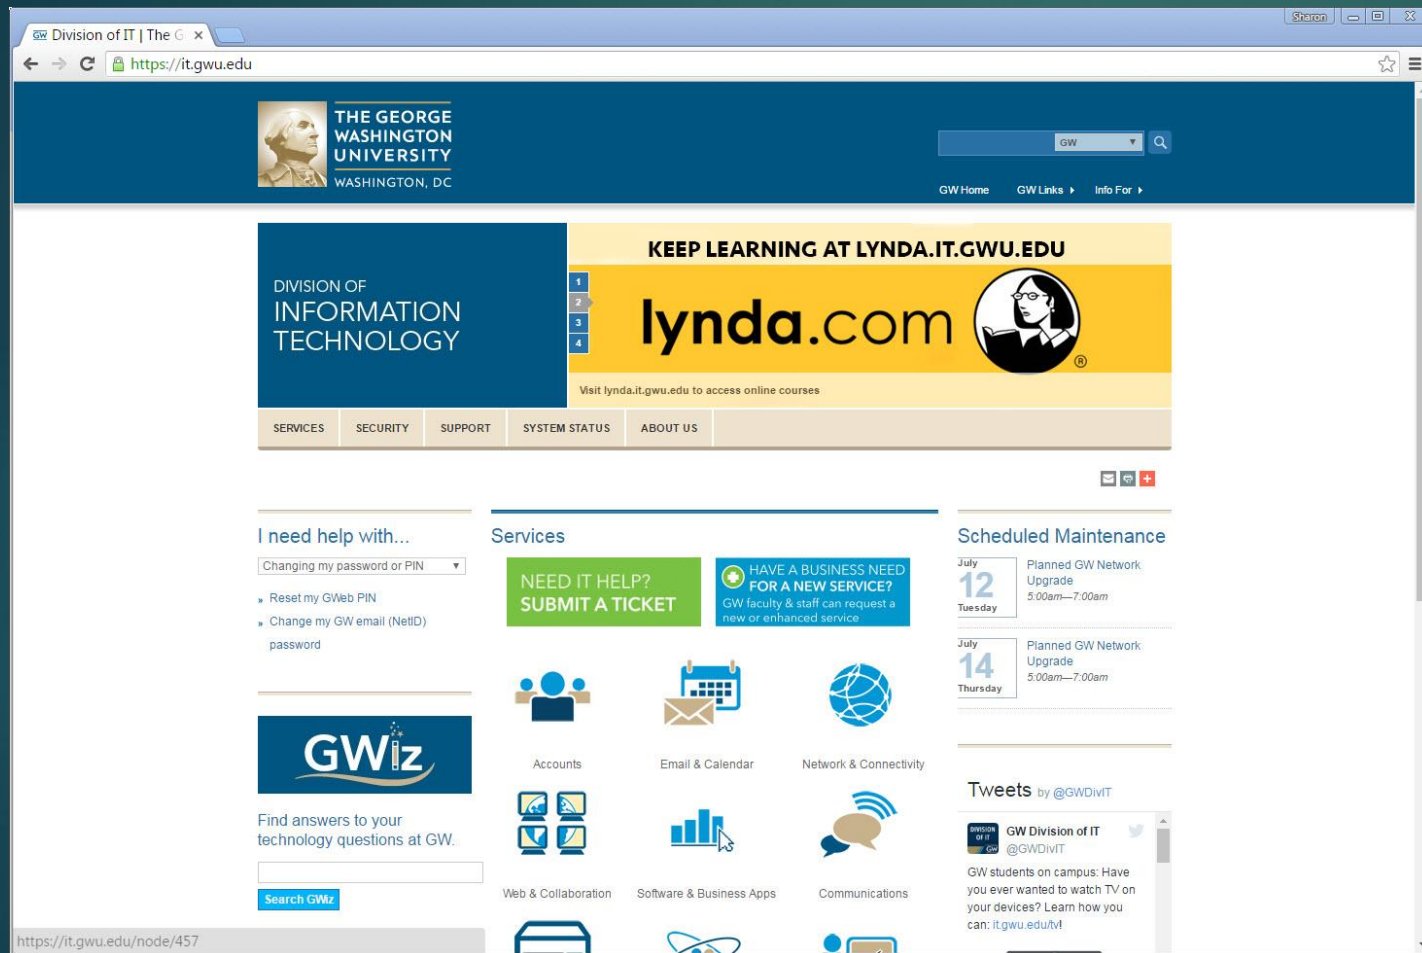 Sharon
GW Division of IT | The G
https://it.gwu.edu
THE GEORGE
WASHINGTON
UNIVERSITY
WASHINGTON, DC
GW
GW Home GW Links Info For
DIVISION OF
INFORMATION
TECHNOLOGY
KEEP LEARNING AT LYNDA.IT.GWU.EDU
1
2
3
4
lynda.com
®
Visit lynda.it.gwu.edu to access online courses
SERVICES SECURITY SUPPORT SYSTEM STATUS ABOUT US
I need help with...
Changing my password or PIN
» Reset my GWeb PIN
» Change my GW email (NetID)
password
GWiz
Find answers to your
technology questions at GW.
Search GWiz
Services
NEED IT HELP?
SUBMIT A TICKET
HAVE A BUSINESS NEED
FOR A NEW SERVICE?
GW faculty & staff can request a
new or enhanced service
Accounts
Email & Calendar
Network & Connectivity
Web & Collaboration
Software & Business Apps
Communications
Scheduled Maintenance
July
12
Tuesday
Planned GW Network
Upgrade
5:00am—7:00am
July
14
Thursday
Planned GW Network
Upgrade
5:00am—7:00am
Tweets by @GWDivIT
DIVISION
OF IT
GW
GW Division of IT
@GWDivIT
GW students on campus: Have
you ever wanted to watch TV on
your devices? Learn how you
can: it.gwu.edu/tv!
https://it.gwu.edu/node/457